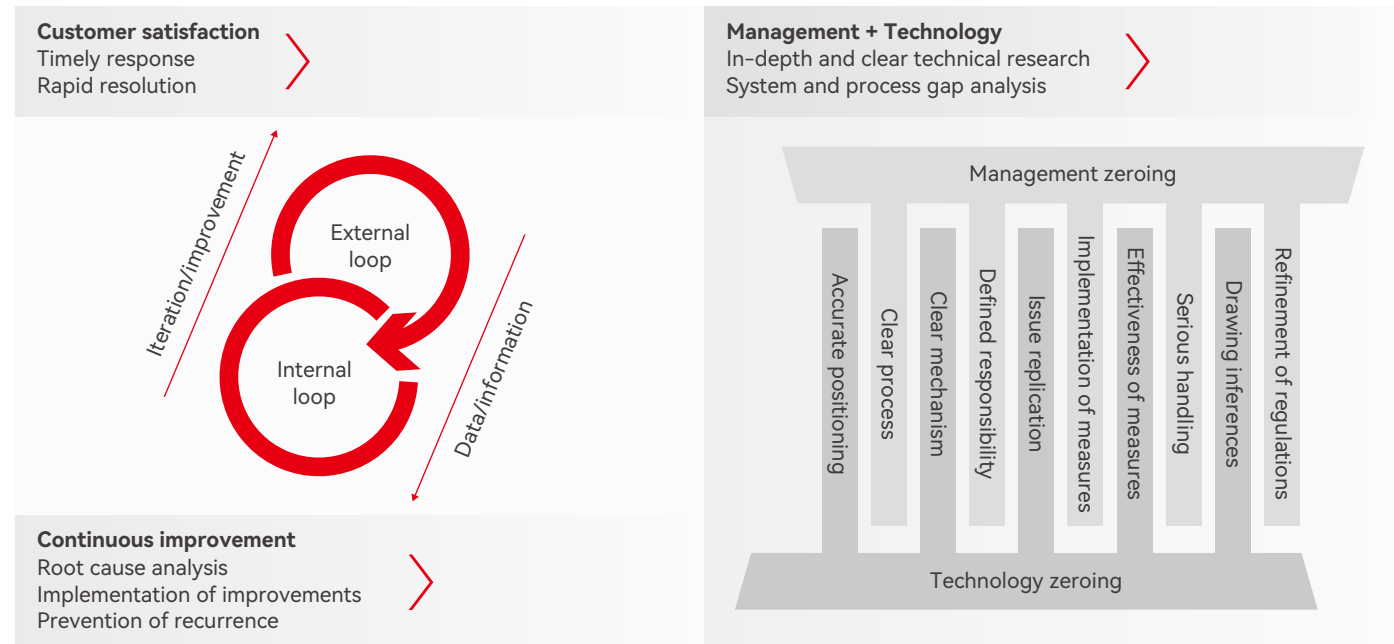 Customer satisfaction
Timely response
Rapid resolution
Iteration/improvement
External
loop
Internal
loop
Data/information
Continuous improvement
Root cause analysis
Implementation of improvements
Prevention of recurrence
Management + Technology
In-depth and clear technical research
System and process gap analysis
Management zeroing
Accurate positioning
Clear process
Clear mechanism
Defined responsibility
Issue replication
Implementation of measures
Effectiveness of measures
Serious handling
Drawing inferences
Refinement of regulations
Technology zeroing